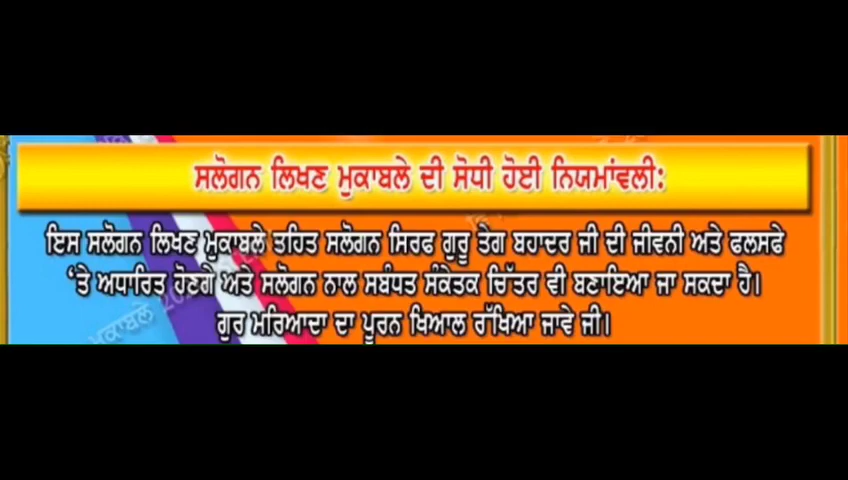 ਸਲੋਗਨ ਲਿਖਣ ਮੁਕਾਬਲੇ ਦੀ ਸੋਧੀ ਹੋਈ ਨਿਯਮਾਂਵਲੀ:
ਇਸ ਸਲੋਗਨ ਲਿਖਣ ਮੁਕਾਬਲੇ ਤਹਿਤ ਸਲੋਗਨ ਸਿਰਫ ਗੁਰੂ ਤੇਗ ਬਹਾਦਰ ਜੀ ਦੀ ਜੀਵਨੀ ਅਤੇ ਫਲਸਫੇ
‘ਤੇ ਅਧਾਰਿਤ ਹੋਣਗੇ ਅਤੇ ਸਲੋਗਨ ਨਾਲ ਸਬੰਧਤ ਸੰਕੇਤਕ ਚਿੱਤਰ ਵੀ ਬਣਾਇਆ ਜਾ ਸਕਦਾ ਹੈ।
ਗੁਰ ਮਰਿਆਦਾ ਦਾ ਪੂਰਨ ਖਿਆਲ ਰੱਖਿਆ ਜਾਵੇ ਜੀ।
ਮੁਕਾਬਲੇ